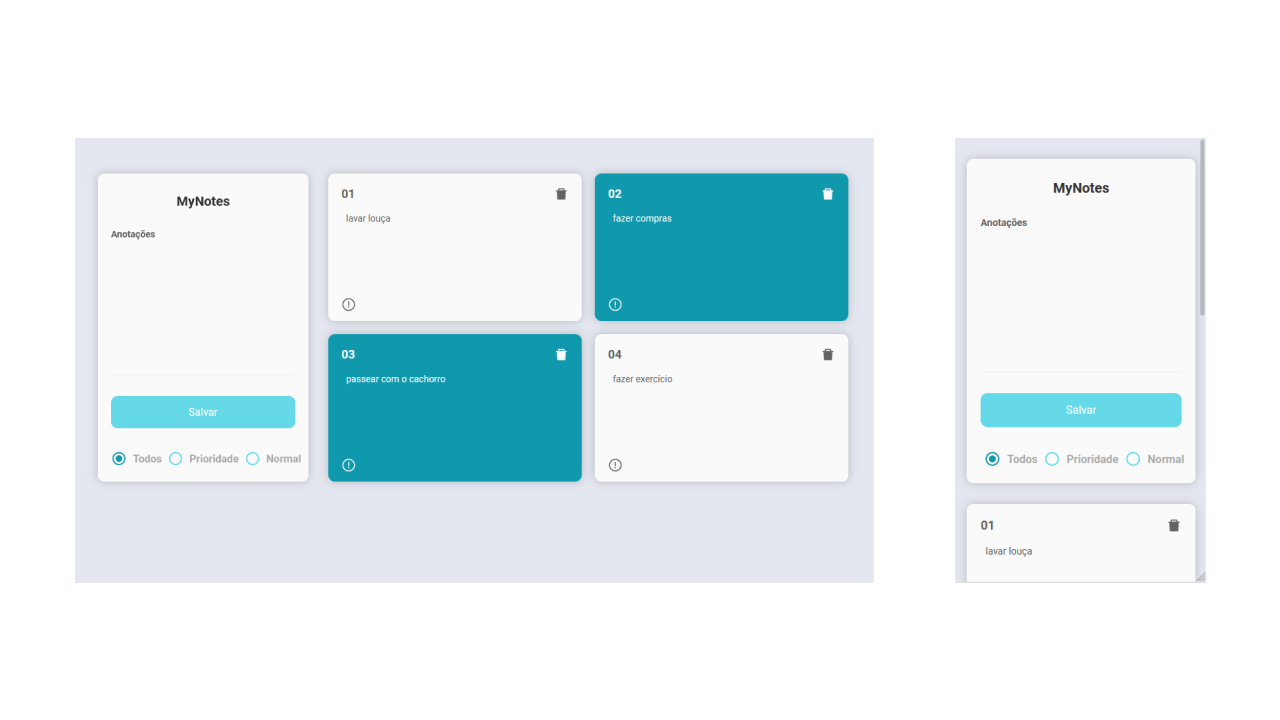 MyNotes
Anotações
Salvar
Todos Prioridade Normal
01
lavar louça
02
fazer compras
03
passear com o cachorro
04
fazer exercício
MyNotes
Anotações
Salvar
Todos Prioridade Normal
01
lavar louça